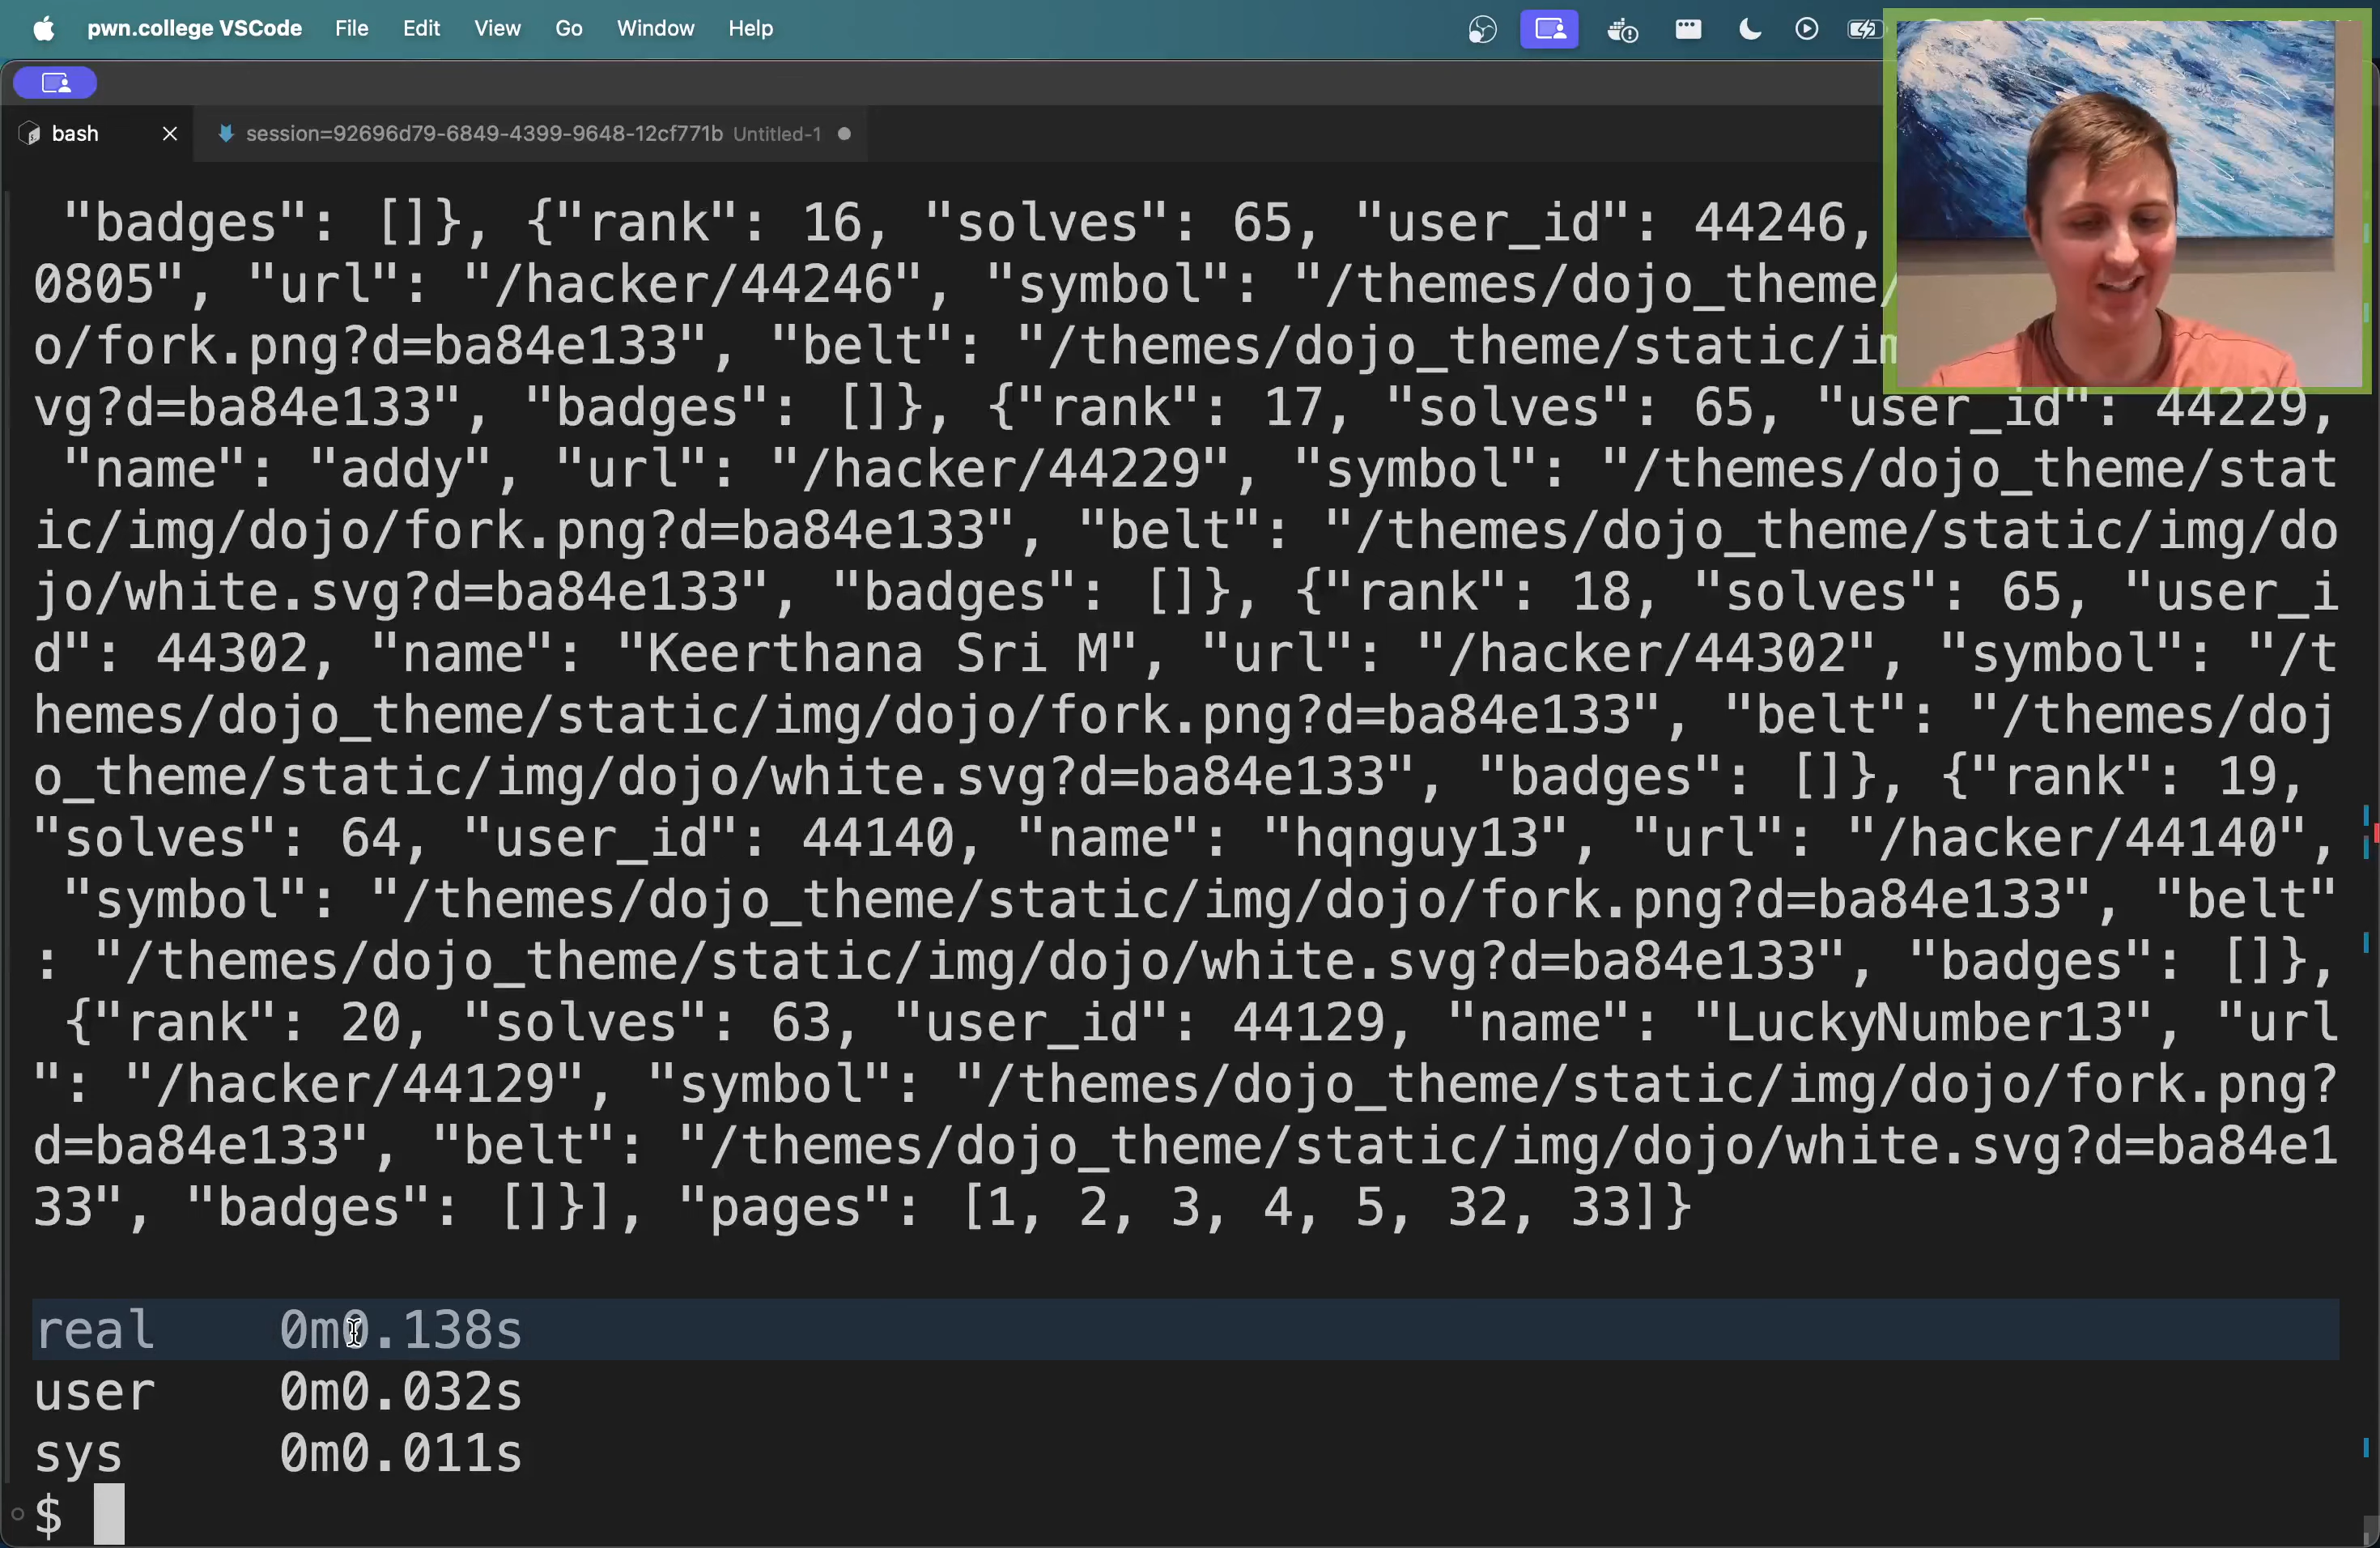 pwn.college VSCode File Edit View Go Window Help
bash session=92696d79-6849-4399-9648-12cf771b Untitled-1
"badges": []}, {"rank": 16, "solves": 65, "user_id": 44246,
0805", "url": "/hacker/44246", "symbol": "/themes/dojo_theme/
o/fork.png?d=ba84e133", "belt": "/themes/dojo_theme/static/im
vg?d=ba84e133", "badges": []}, {"rank": 17, "solves": 65, "user_id": 44229,
"name": "addy", "url": "/hacker/44229", "symbol": "/themes/dojo_theme/stat
ic/img/dojo/fork.png?d=ba84e133", "belt": "/themes/dojo_theme/static/img/do
jo/white.svg?d=ba84e133", "badges": []}, {"rank": 18, "solves": 65, "user_i
d": 44302, "name": "Keerthana Sri M", "url": "/hacker/44302", "symbol": "/t
hemes/dojo_theme/static/img/dojo/fork.png?d=ba84e133", "belt": "/themes/doj
o_theme/static/img/dojo/white.svg?d=ba84e133", "badges": []}, {"rank": 19,
"solves": 64, "user_id": 44140, "name": "hqnguy13", "url": "/hacker/44140",
"symbol": "/themes/dojo_theme/static/img/dojo/fork.png?d=ba84e133", "belt"
: "/themes/dojo_theme/static/img/dojo/white.svg?d=ba84e133", "badges": []},
{"rank": 20, "solves": 63, "user_id": 44129, "name": "LuckyNumber13", "url
": "/hacker/44129", "symbol": "/themes/dojo_theme/static/img/dojo/fork.png?
d=ba84e133", "belt": "/themes/dojo_theme/static/img/dojo/white.svg?d=ba84e1
33", "badges": []}], "pages": [1, 2, 3, 4, 5, 32, 33]}
real 0m0.138s
user 0m0.032s
sys 0m0.011s
$